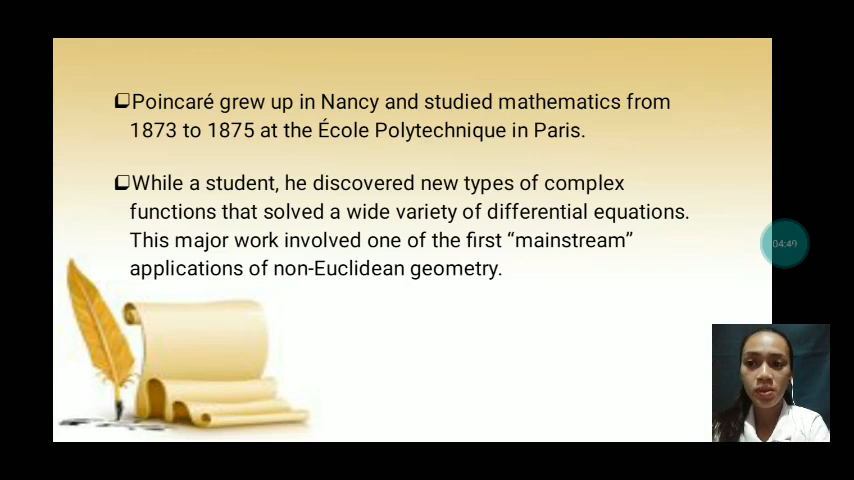 ❑Poincaré grew up in Nancy and studied mathematics from
1873 to 1875 at the École Polytechnique in Paris.
❑While a student, he discovered new types of complex
functions that solved a wide variety of differential equations.
This major work involved one of the first “mainstream”
applications of non-Euclidean geometry.
04:49